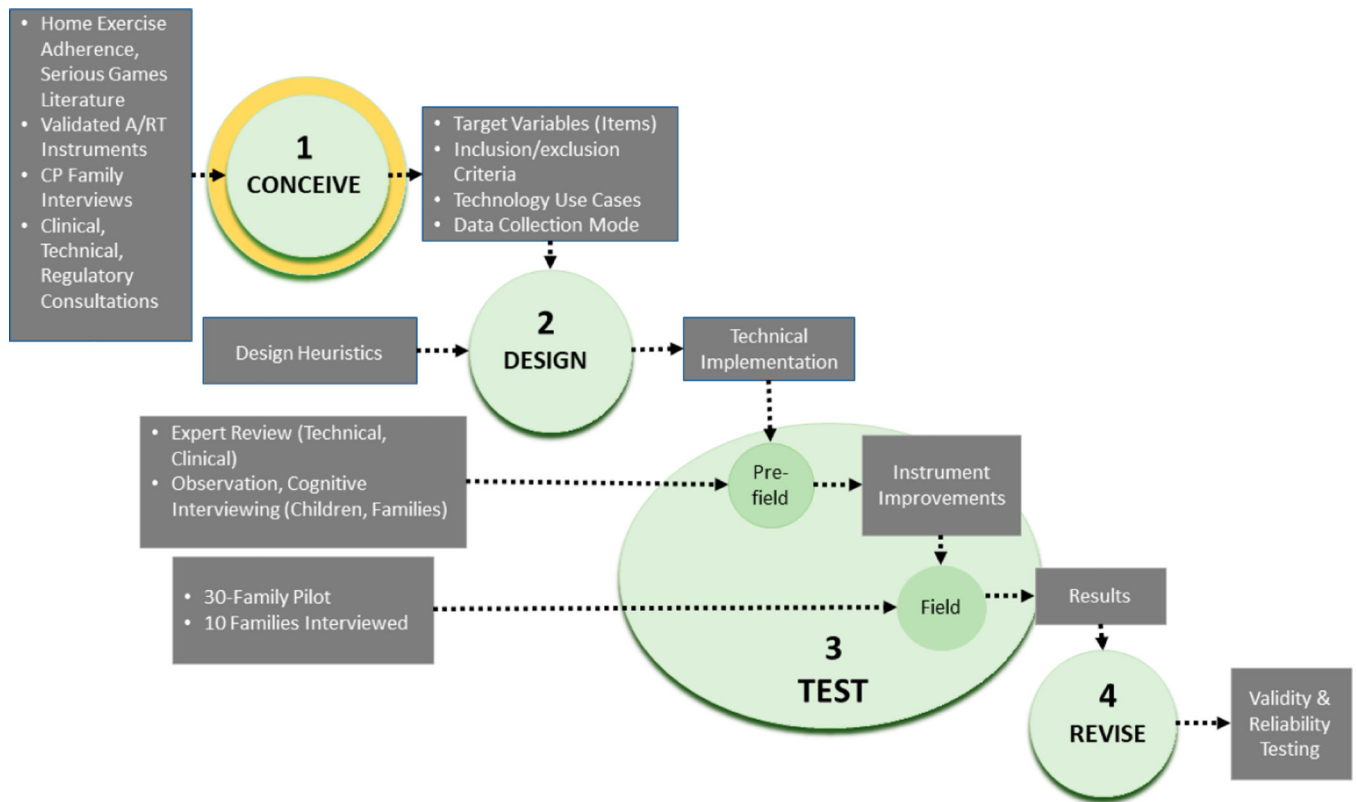 • Home Exercise
Adherence,
Serious Games
Literature
• Validated A/RT
Instruments
• CP Family
Interviews
• Clinical,
Technical,
Regulatory
Consultations
1
CONCEIVE
• Target Variables (Items)
• Inclusion/exclusion
Criteria
• Technology Use Cases
• Data Collection Mode
Design Heuristics
2
DESIGN
Technical
Implementation
• Expert Review (Technical,
Clinical)
• Observation, Cognitive
Interviewing (Children, Families)
Pre-
field
Instrument
Improvements
• 30-Family Pilot
• 10 Families Interviewed
Field
Results
3
TEST
4
REVISE
Validity &
Reliability
Testing